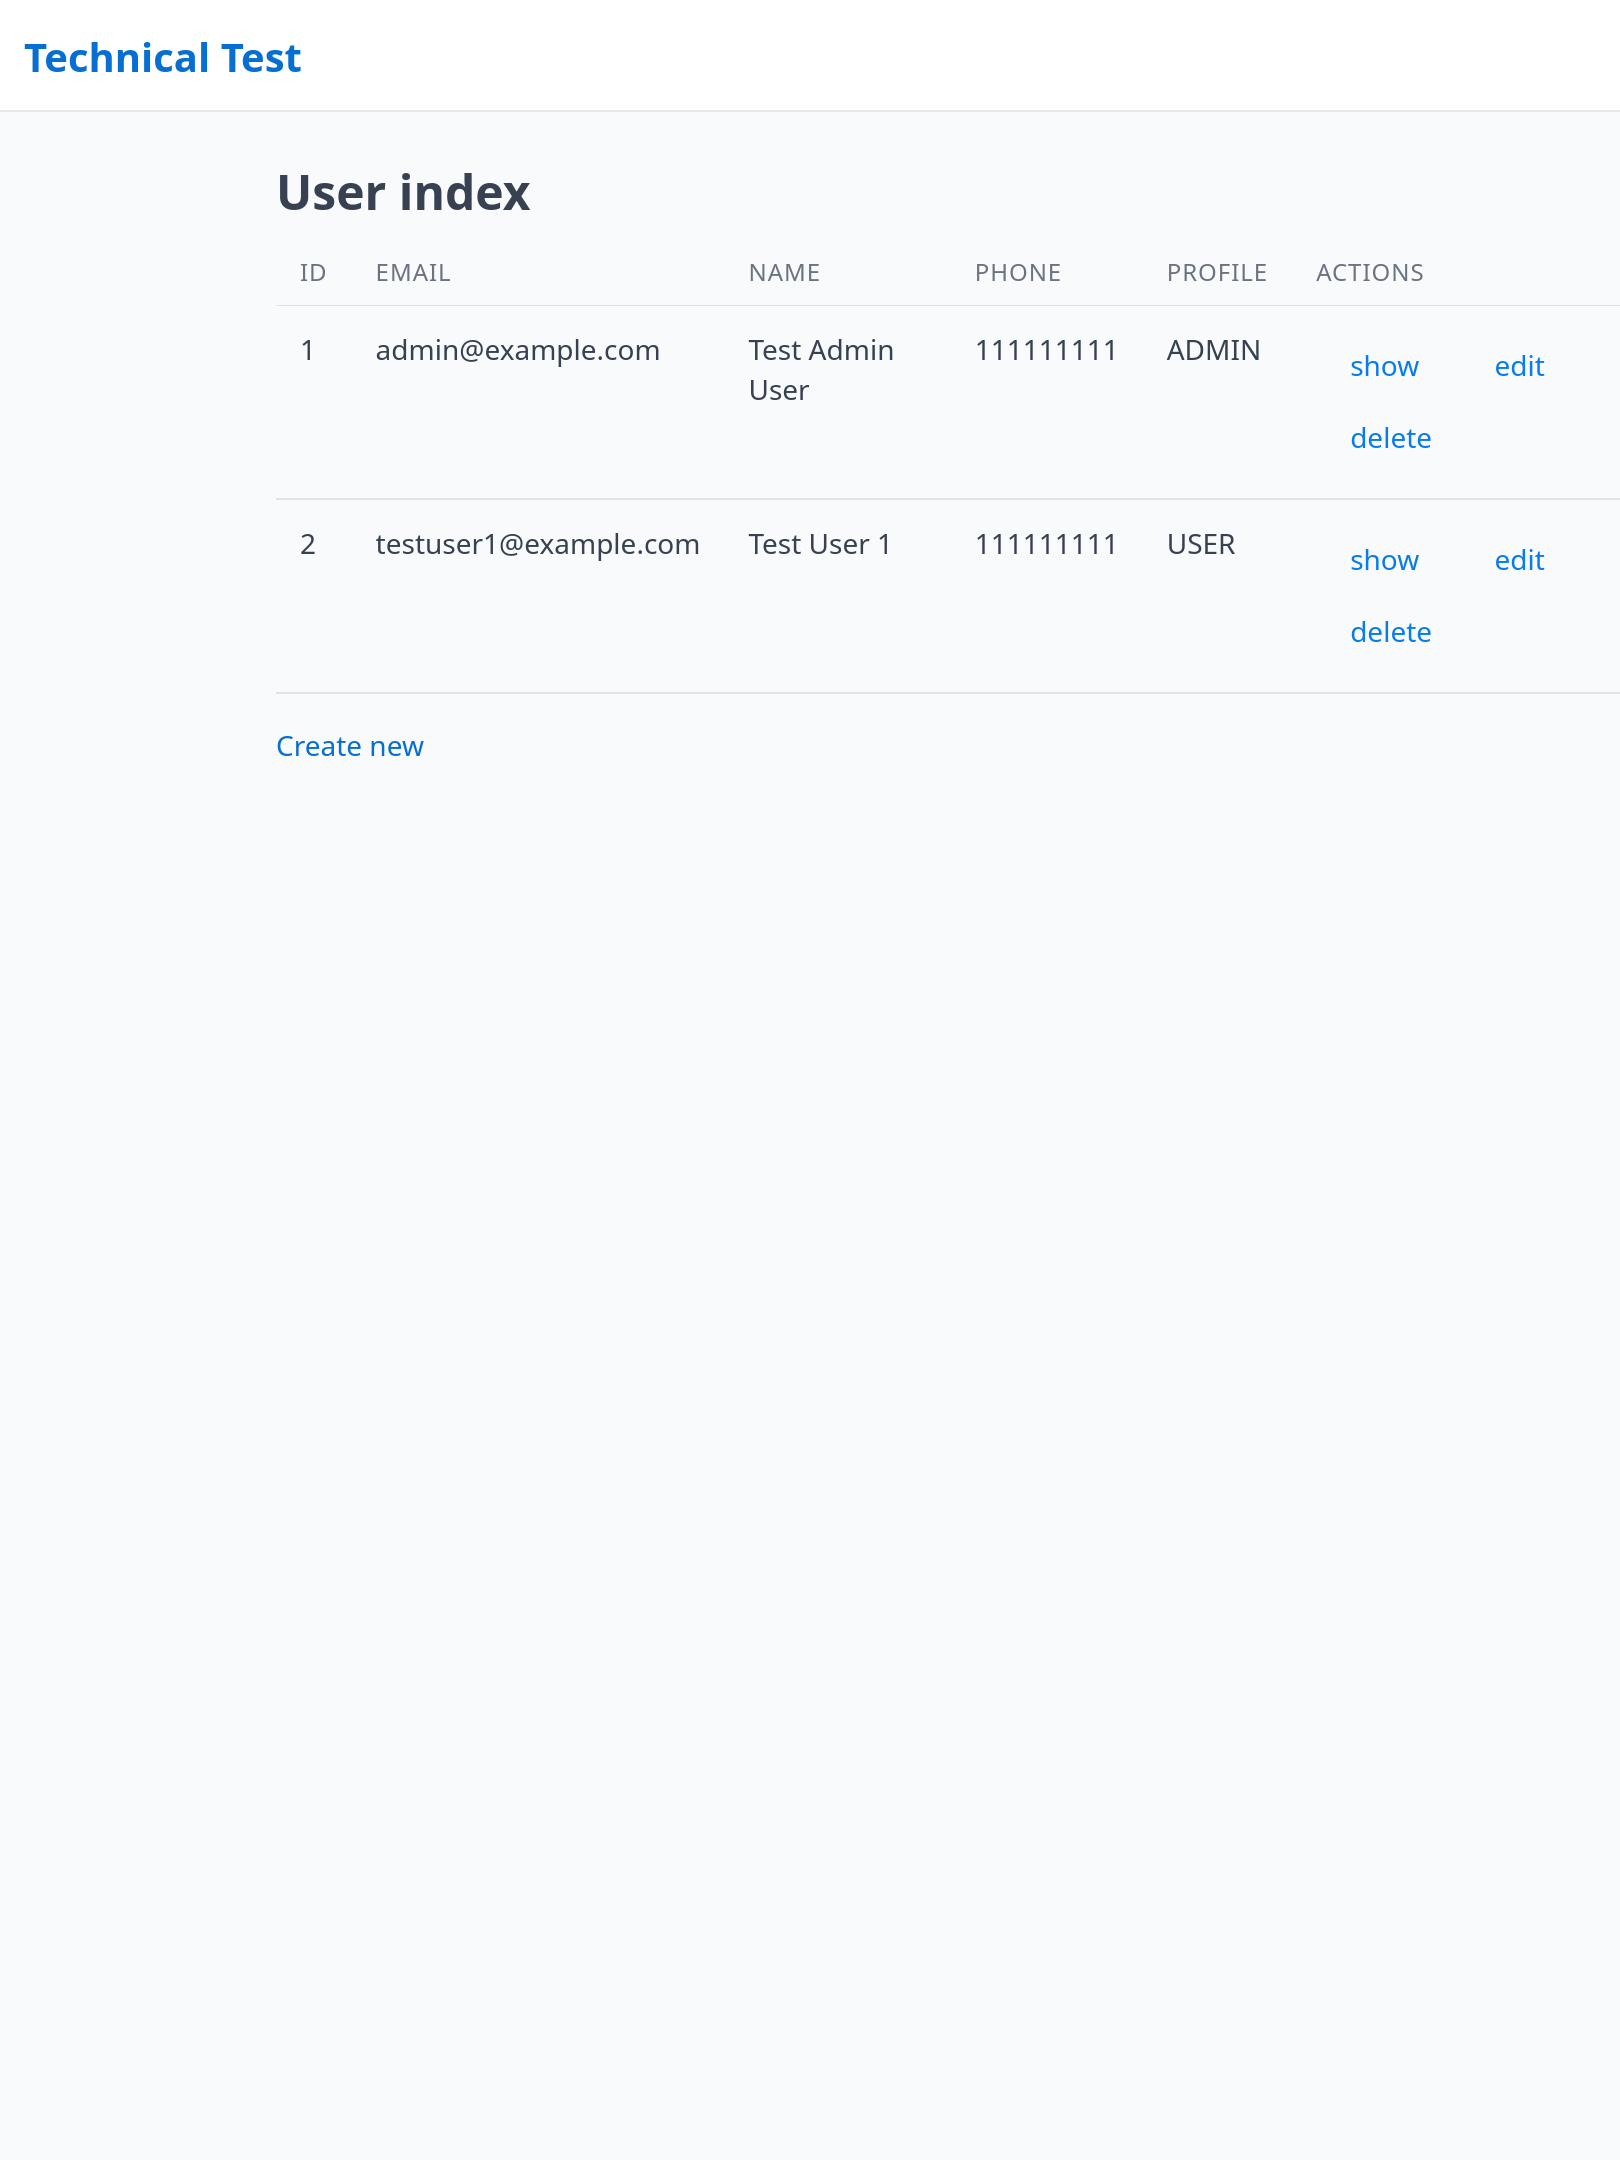 Technical Test
User index
ID EMAIL NAME PHONE PROFILE ACTIONS
1 admin@example.com Test Admin User 111111111 ADMIN show edit
delete
2 testuser1@example.com Test User 1 111111111 USER show edit
delete
Create new